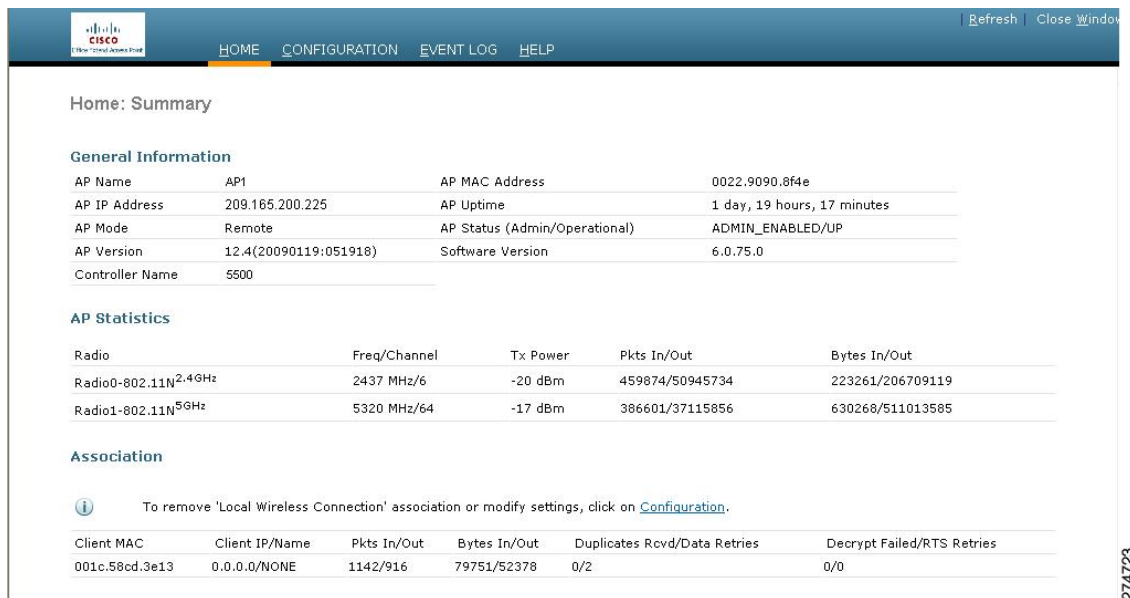 Refresh | Close Window
CISCO
Office Extend Access Point
HOME CONFIGURATION EVENT LOG HELP
Home: Summary
General Information
AP Name AP1 AP MAC Address 0022.9090.8f4e
AP IP Address 209.165.200.225 AP Uptime 1 day, 19 hours, 17 minutes
AP Mode Remote AP Status (Admin/Operational) ADMIN_ENABLED/UP
AP Version 12.4(20090119:051918) Software Version 6.0.75.0
Controller Name 5500
AP Statistics
Radio Freq/Channel Tx Power Pkts In/Out Bytes In/Out
Radio0-802.11N2.4GHz 2437 MHz/6 -20 dBm 459874/50945734 223261/206709119
Radio1-802.11N5GHz 5320 MHz/64 -17 dBm 386601/37115856 630268/511013585
Association
To remove 'Local Wireless Connection' association or modify settings, click on Configuration.
Client MAC Client IP/Name Pkts In/Out Bytes In/Out Duplicates Rcvd/Data Retries Decrypt Failed/RTS Retries
001c.58cd.3e13 0.0.0.0/NONE 1142/916 79751/52378 0/2 0/0
274723